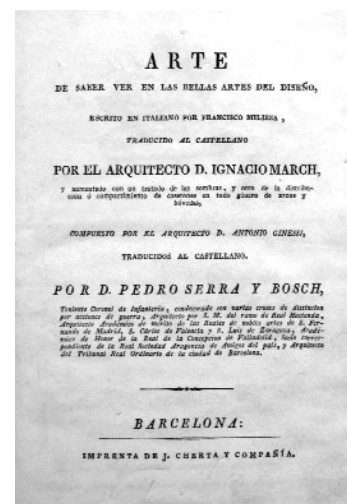 ARTE
DE SABER VER EN LAS BELLAS ARTES DEL DISEÑO,
ESCRITO EN ITALIANO POR FRANCISCO MILIZIA,
TRADUCIDO AL CASTELLANO
POR EL ARQUITECTO D. IGNACIO MARCH,
y aumentado con un tratado de las sombras, y otro de la distribu-
cion ó compartimiento de casetones en todo género de arcos y
bóvedas,
COMPUESTO POR EL ARQUITECTO D. ANTONIO GINESSI,
TRADUCIDOS AL CASTELLANO.
POR D. PEDRO SERRA Y BOSCH,
Teniente Coronel de Infantería, condecorado con varias cruces de distincion
por acciones de guerra, Arquitecto por S. M. del ramo de Real Hacienda,
Arquitecto Académico de mérito de las Reales de nobles artes de S. Fer-
nando de Madrid, S. Cárlos de Valencia y S. Luis de Zaragoza, Acadé-
mico de Honor de la Real de la Concepcion de Valladolid, Socio corres-
pondiente de la Real Sociedad Aragonesa de Amigos del pais, y Arquitecto
del Tribunal Real Ordinario de la ciudad de Barcelona.
BARCELONA:
IMPRENTA DE J. CHERTA Y COMPAÑÍA.